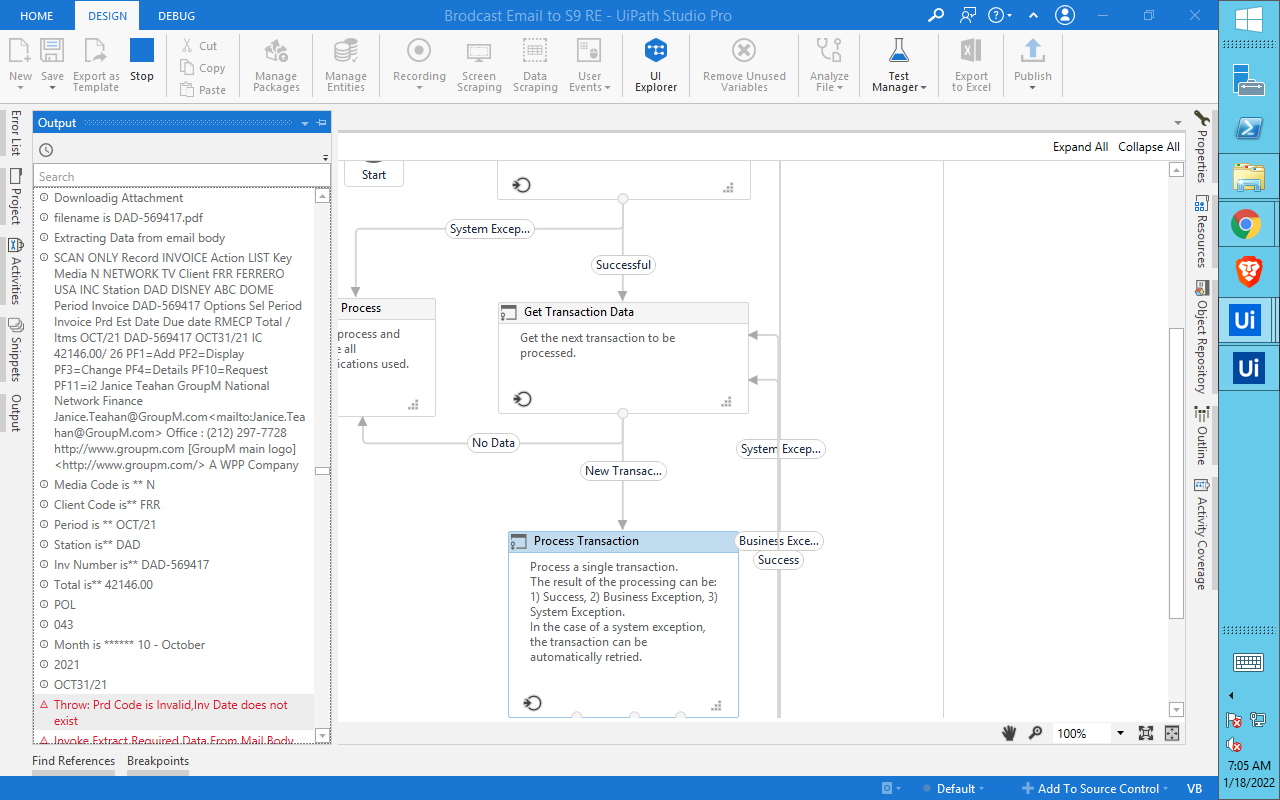 HOME DESIGN DEBUG Brodcast Email to S9 RE - UiPath Studio Pro
New Save Export as Template Stop Cut Copy Paste Manage Packages Manage Entities Recording Screen Scraping Data Scraping User Events UI Explorer Remove Unused Variables Analyze File Test Manager Export to Excel Publish
Error List
Project
Activities
Snippets
Output
Output
Search
Downloadig Attachment
filename is DAD-569417.pdf
Extracting Data from email body
SCAN ONLY Record INVOICE Action LIST Key
Media N NETWORK TV Client FRR FERRERO
USA INC Station DAD DISNEY ABC DOME
Period Invoice DAD-569417 Options Sel Period
Invoice Prd Est Date Due date RMECP Total /
Itms OCT/21 DAD-569417 OCT31/21 IC
42146.00/ 26 PF1=Add PF2=Display
PF3=Change PF4=Details PF10=Request
PF11=i2 Janice Teahan GroupM National
Network Finance
Janice.Teahan@GroupM.com<mailto:Janice.Tea
han@GroupM.com> Office : (212) 297-7728
http://www.groupm.com [GroupM main logo]
<http://www.groupm.com/> A WPP Company
Media Code is ** N
Client Code is** FRR
Period is ** OCT/21
Station is** DAD
Inv Number is** DAD-569417
Total is** 42146.00
POL
043
Month is ****** 10 - October
2021
OCT31/21
Throw: Prd Code is Invalid,Inv Date does not
exist
Invoke Extract Required Data From Mail Body
Find References Breakpoints
Expand All Collapse All
Start
System Excep...
Successful
Process
process and
e all
ications used.
Get Transaction Data
Get the next transaction to be
processed.
No Data
System Excep...
New Transac...
Process Transaction
Business Exce...
Success
Process a single transaction.
The result of the processing can be:
1) Success, 2) Business Exception, 3)
System Exception.
In the case of a system exception,
the transaction can be
automatically retried.
100%
Properties
Resources
Object Repository
Outline
Activity Coverage
Ui
Ui
Default Add To Source Control VB
7:05 AM
1/18/2022